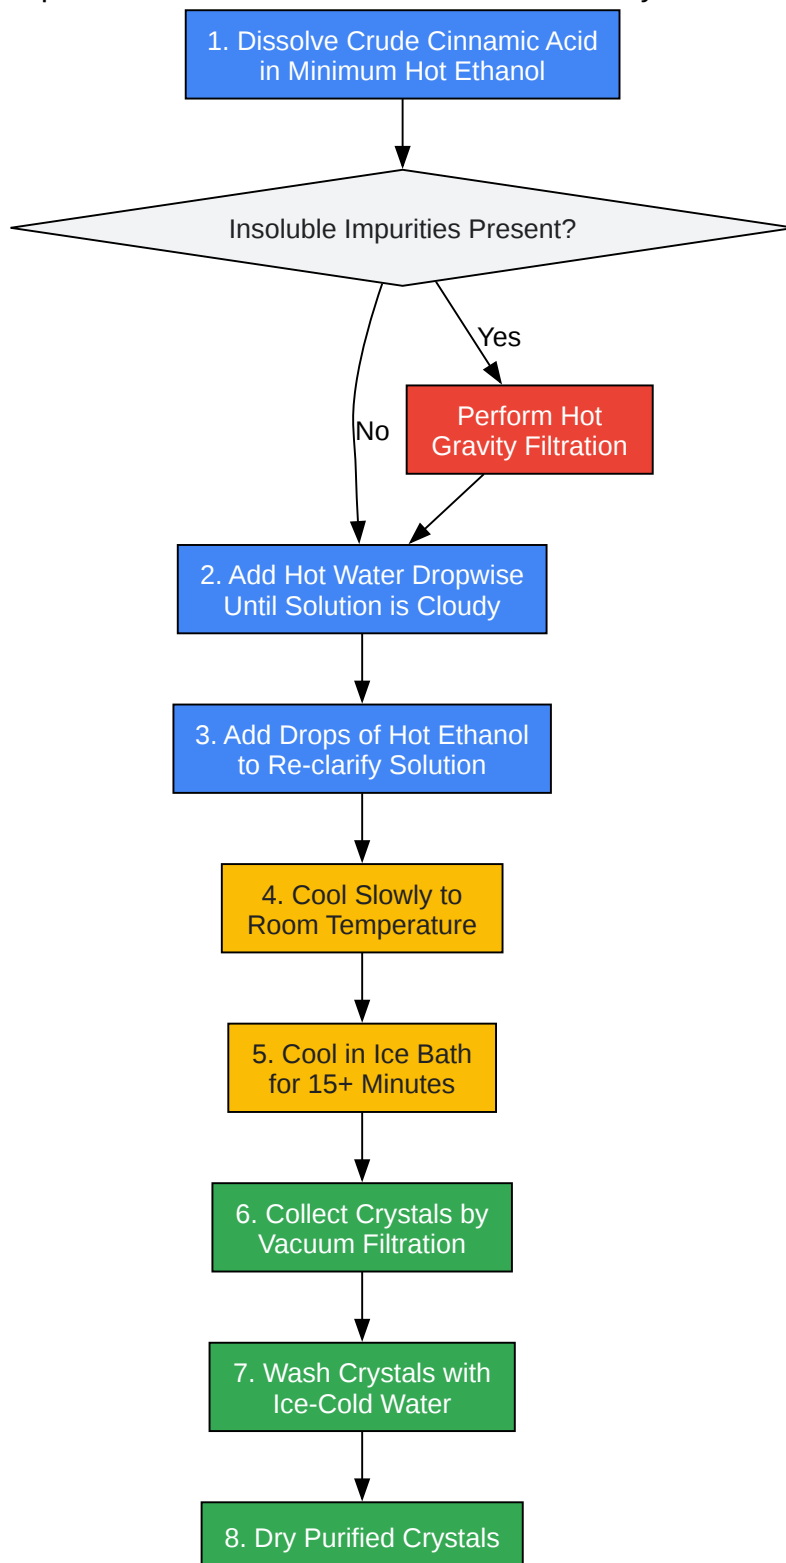 1. Dissolve Crude Cinnamic Acid
in Minimum Hot Ethanol
Insoluble Impurities Present?
Yes
Perform Hot
Gravity Filtration
No
2. Add Hot Water Dropwise
Until Solution is Cloudy
3. Add Drops of Hot Ethanol
to Re-clarify Solution
4. Cool Slowly to
Room Temperature
5. Cool in Ice Bath
for 15+ Minutes
6. Collect Crystals by
Vacuum Filtration
7. Wash Crystals with
Ice-Cold Water
8. Dry Purified Crystals